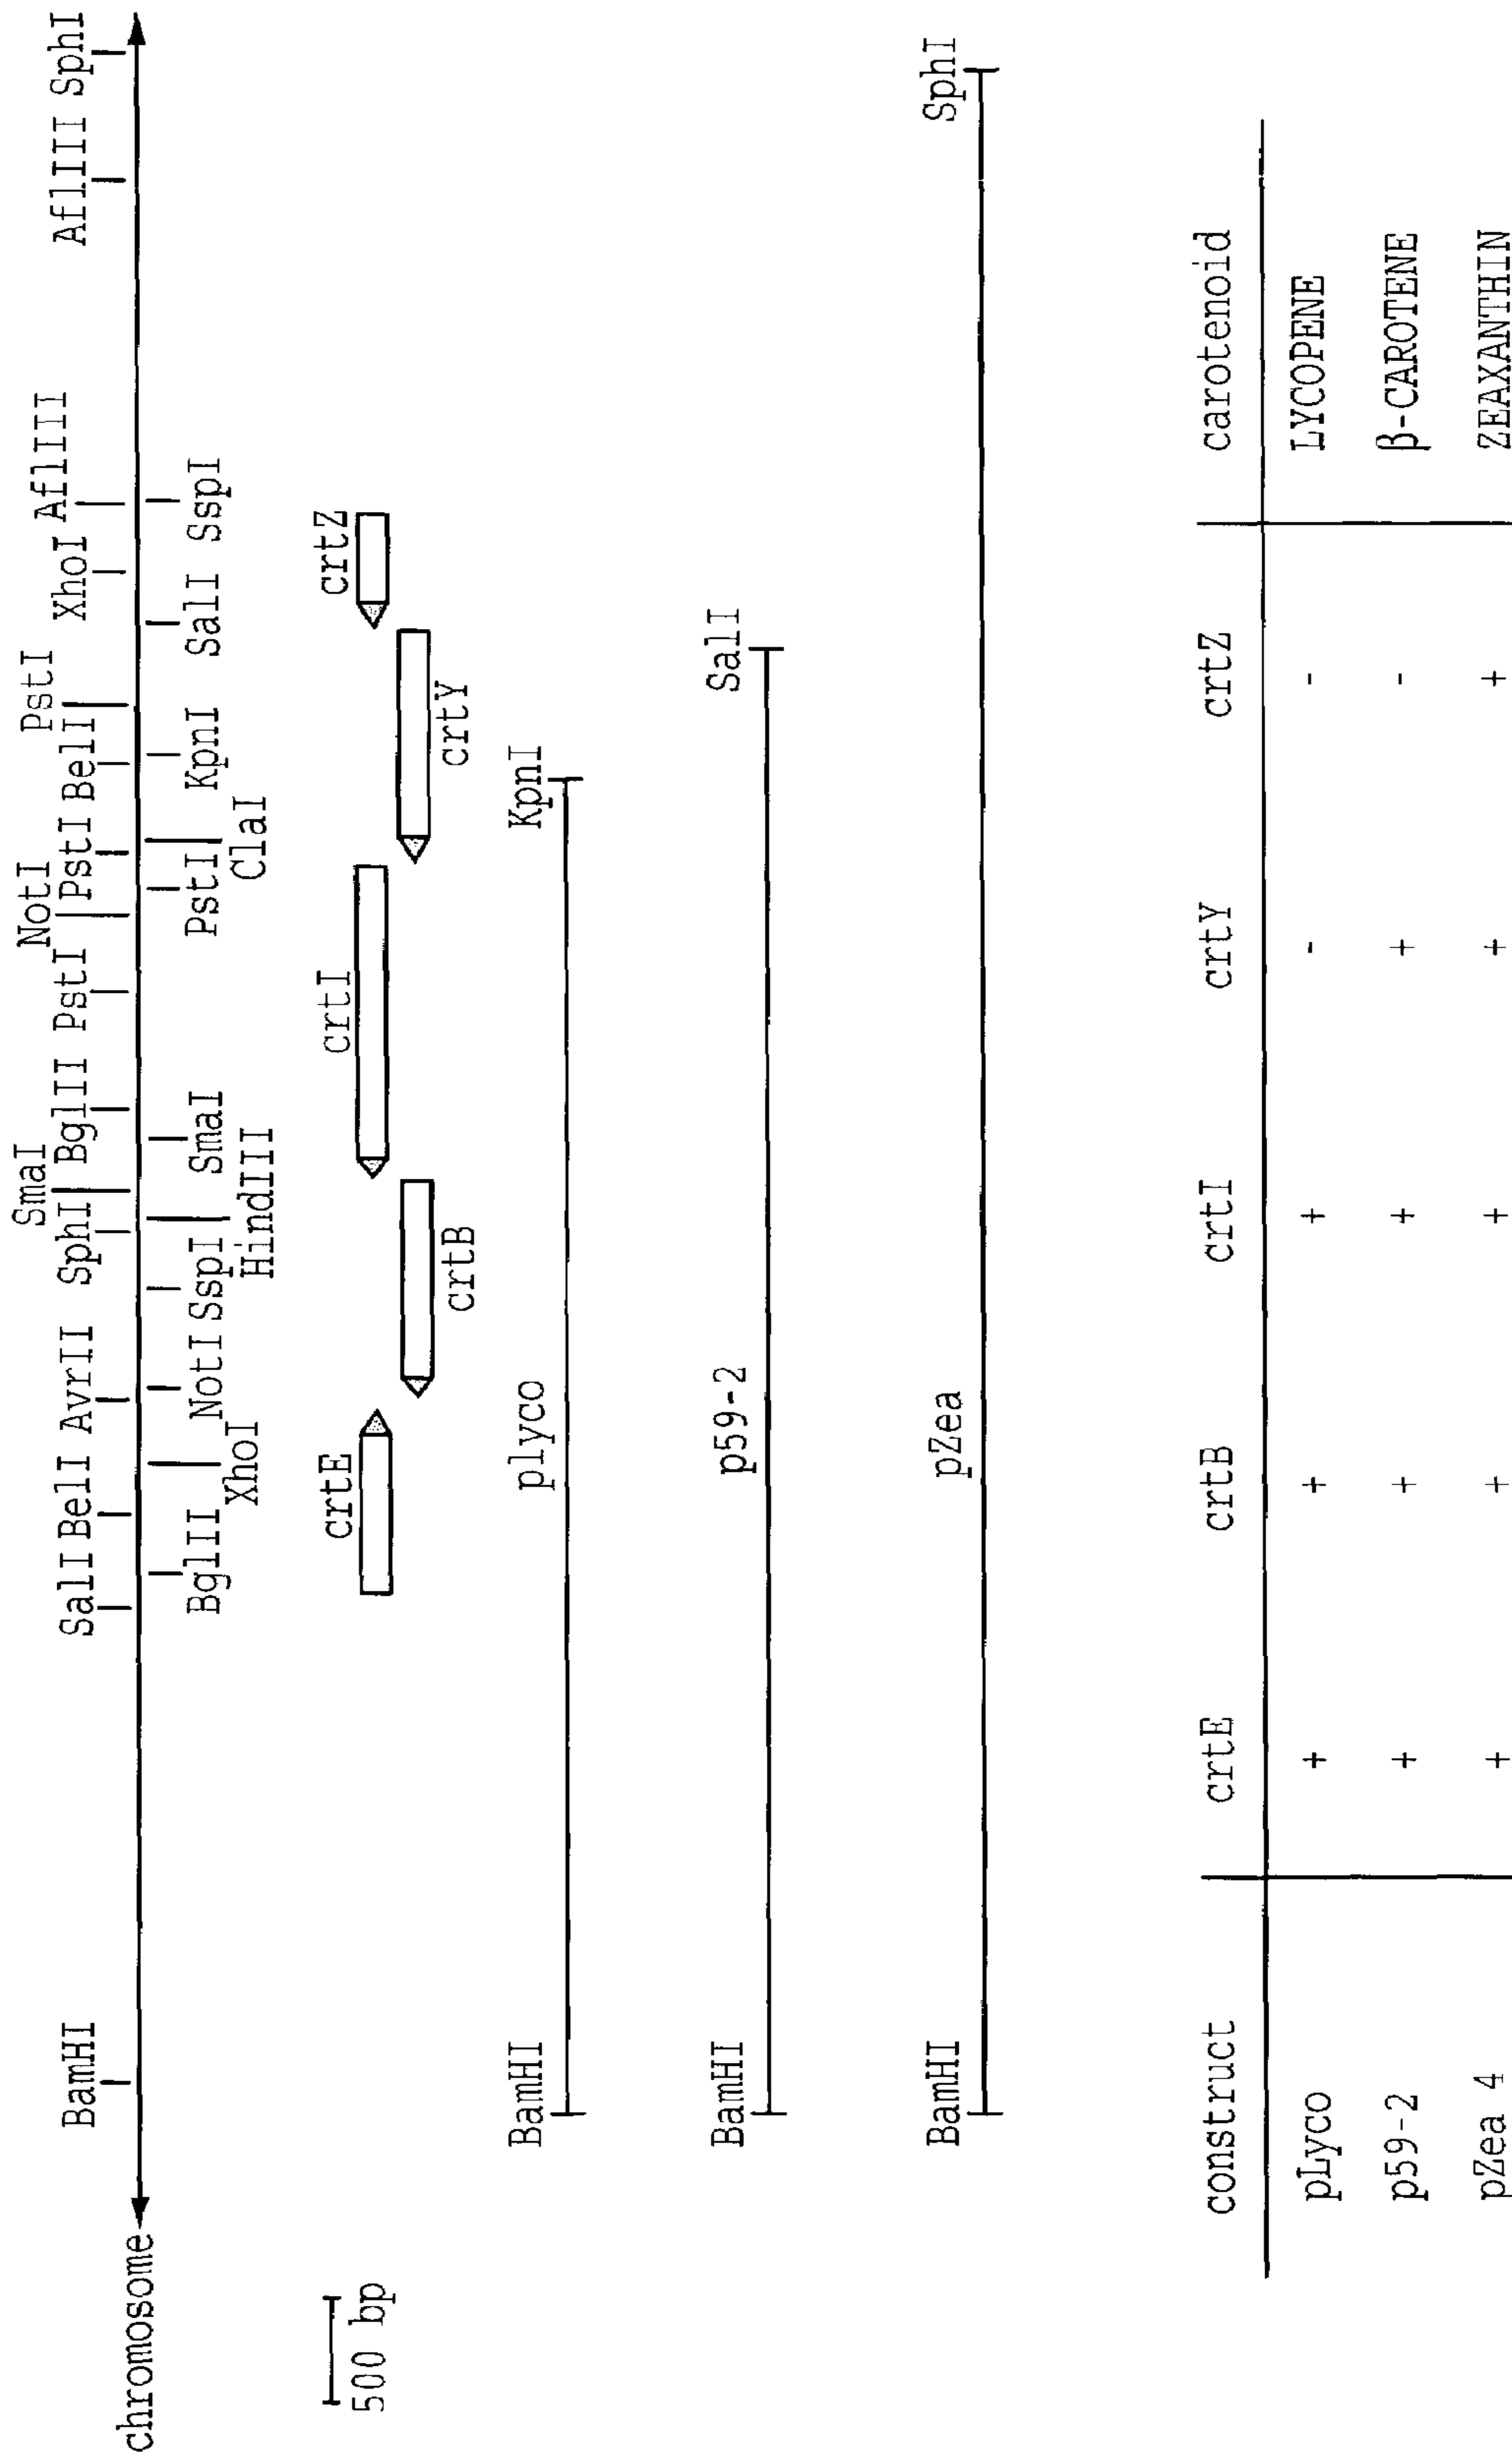 BamHI SalI BelI AvrII SphI SmaI BglII PstI NotI PstI BelI PstI XhoI AflIII AflIII SphI
chromosome
BglII XhoI NotI SspI HindIII SmaI PstI ClaI KpnI SalI SspI
500 bp
crtE crtI crtZ
crtB crtY
BamHI plyco KpnI
BamHI p59-2 SalI
BamHI pZea SphI
construct crtE crtB crtI crtY crtZ carotenoid
pLyco + + + - - LYCOPENE
p59-2 + + + + - β-CAROTENE
pZea 4 + + + + + ZEAXANTHIN